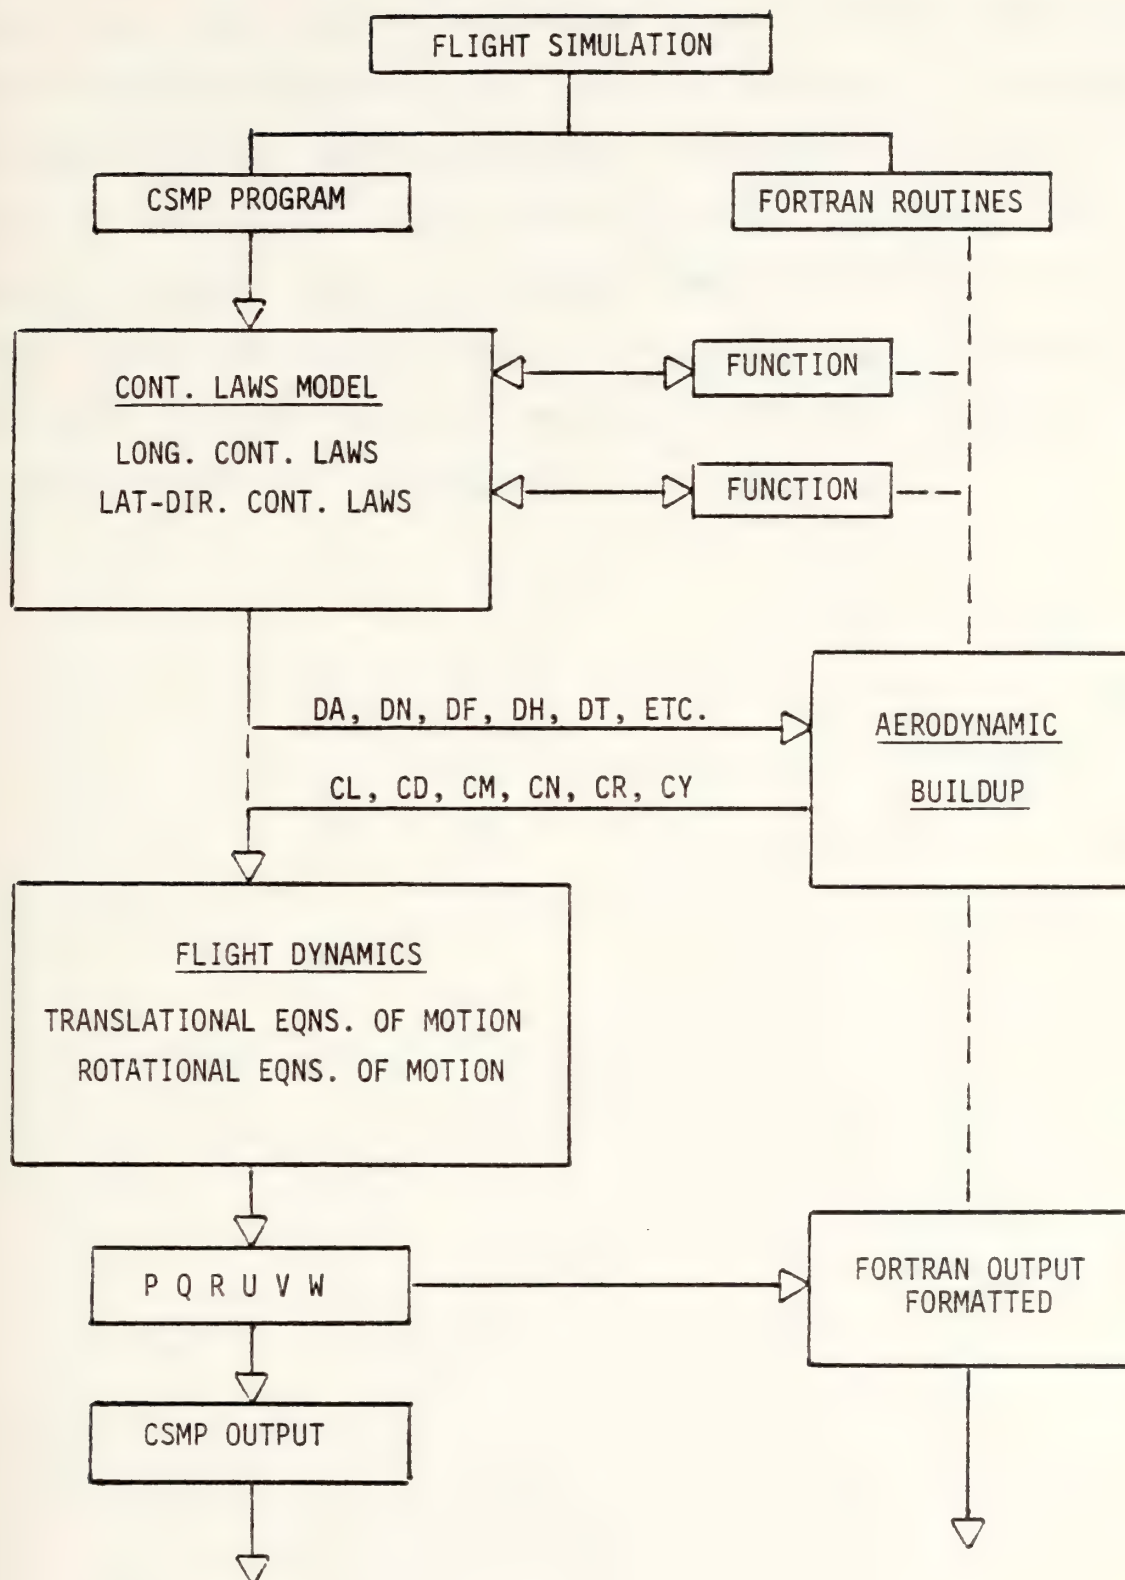 FLIGHT SIMULATION
CSMP PROGRAM
FORTRAN ROUTINES
CONT. LAWS MODEL
LONG. CONT. LAWS
LAT-DIR. CONT. LAWS
FUNCTION
FUNCTION
DA, DN, DF, DH, DT, ETC.
CL, CD, CM, CN, CR, CY
AERODYNAMIC
BUILDUP
FLIGHT DYNAMICS
TRANSLATIONAL EQNS. OF MOTION
ROTATIONAL EQNS. OF MOTION
P Q R U V W
FORTRAN OUTPUT
FORMATTED
CSMP OUTPUT